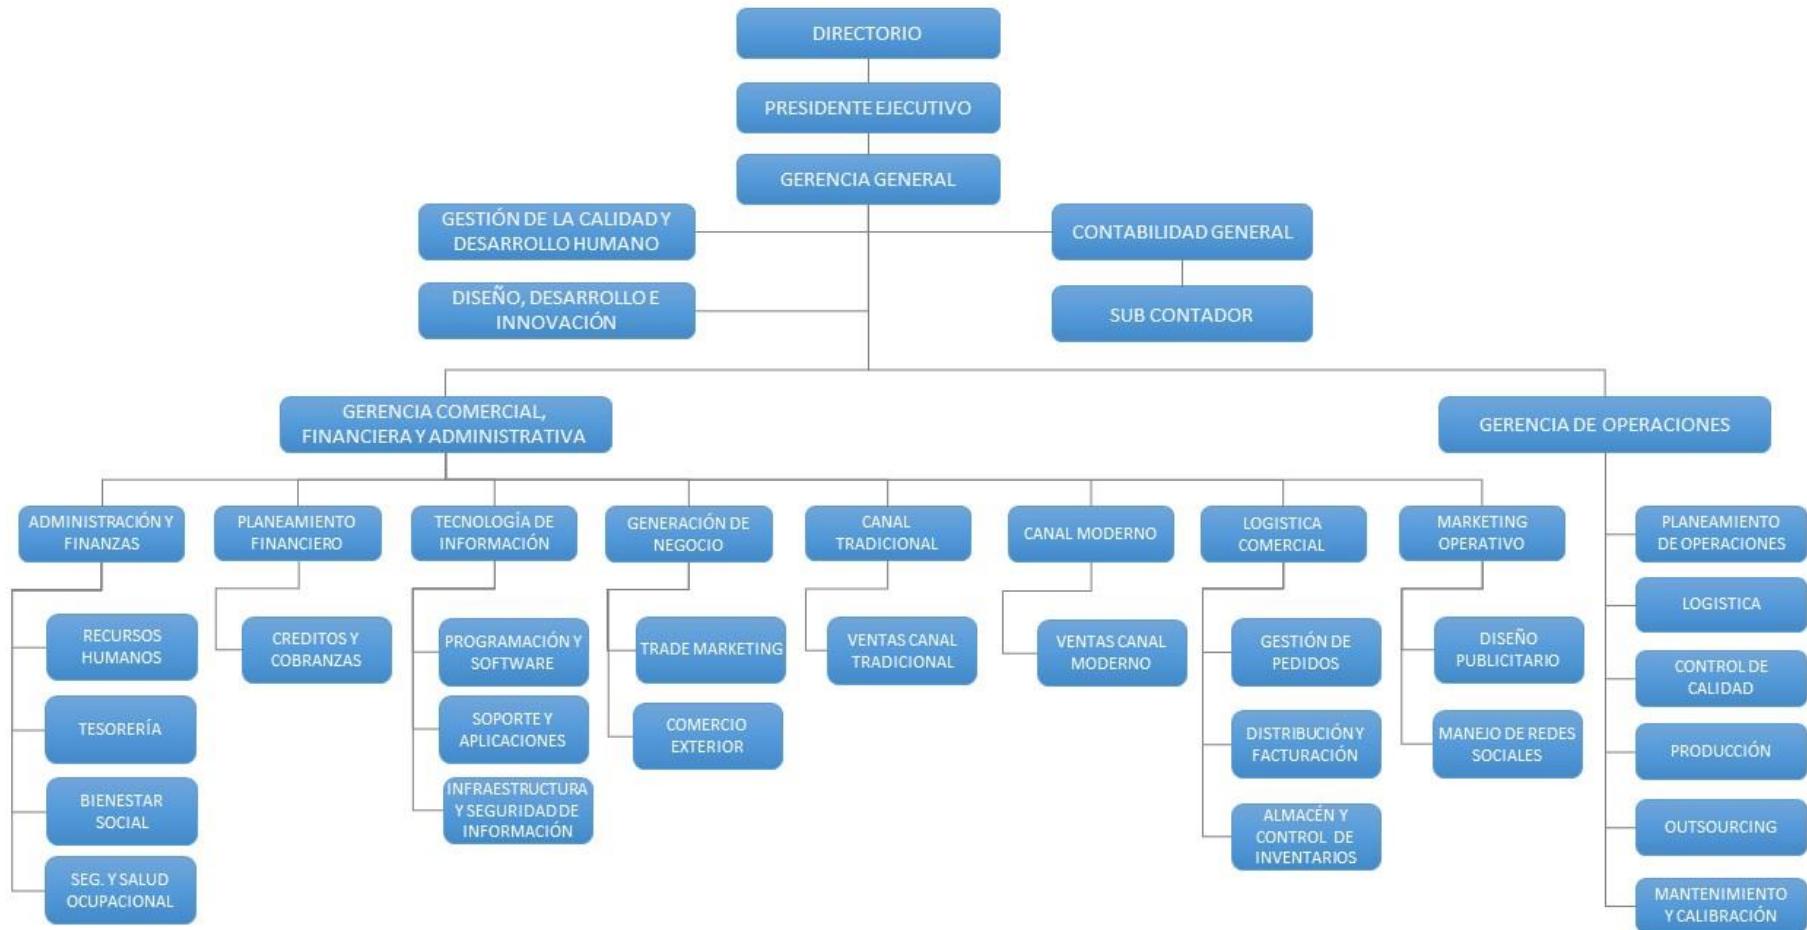 DIRECTORIO
PRESIDENTE EJECUTIVO
GERENCIA GENERAL
GESTIÓN DE LA CALIDAD Y
DESARROLLO HUMANO
CONTABILIDAD GENERAL
DISEÑO, DESARROLLO E
INNOVACIÓN
SUB CONTADOR
GERENCIA COMERCIAL,
FINANCIERA Y ADMINISTRATIVA
GERENCIA DE OPERACIONES
ADMINISTRACIÓN Y
FINANZAS
PLANEAMIENTO
FINANCIERO
TECNOLOGÍA DE
INFORMACIÓN
GENERACIÓN DE
NEGOCIO
CANAL
TRADICIONAL
CANAL MODERNO
LOGISTICA
COMERCIAL
MARKETING
OPERATIVO
RECURSOS
HUMANOS
TESORERÍA
BIENESTAR
SOCIAL
SEG. Y SALUD
OCUPACIONAL
CREDITOS Y
COBRANZAS
PROGRAMACIÓN Y
SOFTWARE
SOPORTE Y
APLICACIONES
INFRAESTRUCTURA
Y SEGURIDAD DE
INFORMACIÓN
TRADE MARKETING
COMERCIO
EXTERIOR
VENTAS CANAL
TRADICIONAL
VENTAS CANAL
MODERNO
GESTIÓN DE
PEDIDOS
DISTRIBUCIÓN Y
FACTURACIÓN
ALMACÉN Y
CONTROL DE
INVENTARIOS
DISEÑO
PUBLICITARIO
MANEJO DE REDES
SOCIALES
PLANEAMIENTO
DE OPERACIONES
LOGISTICA
CONTROL DE
CALIDAD
PRODUCCIÓN
OUTSOURCING
MANTENIMIENTO
Y CALIBRACIÓN